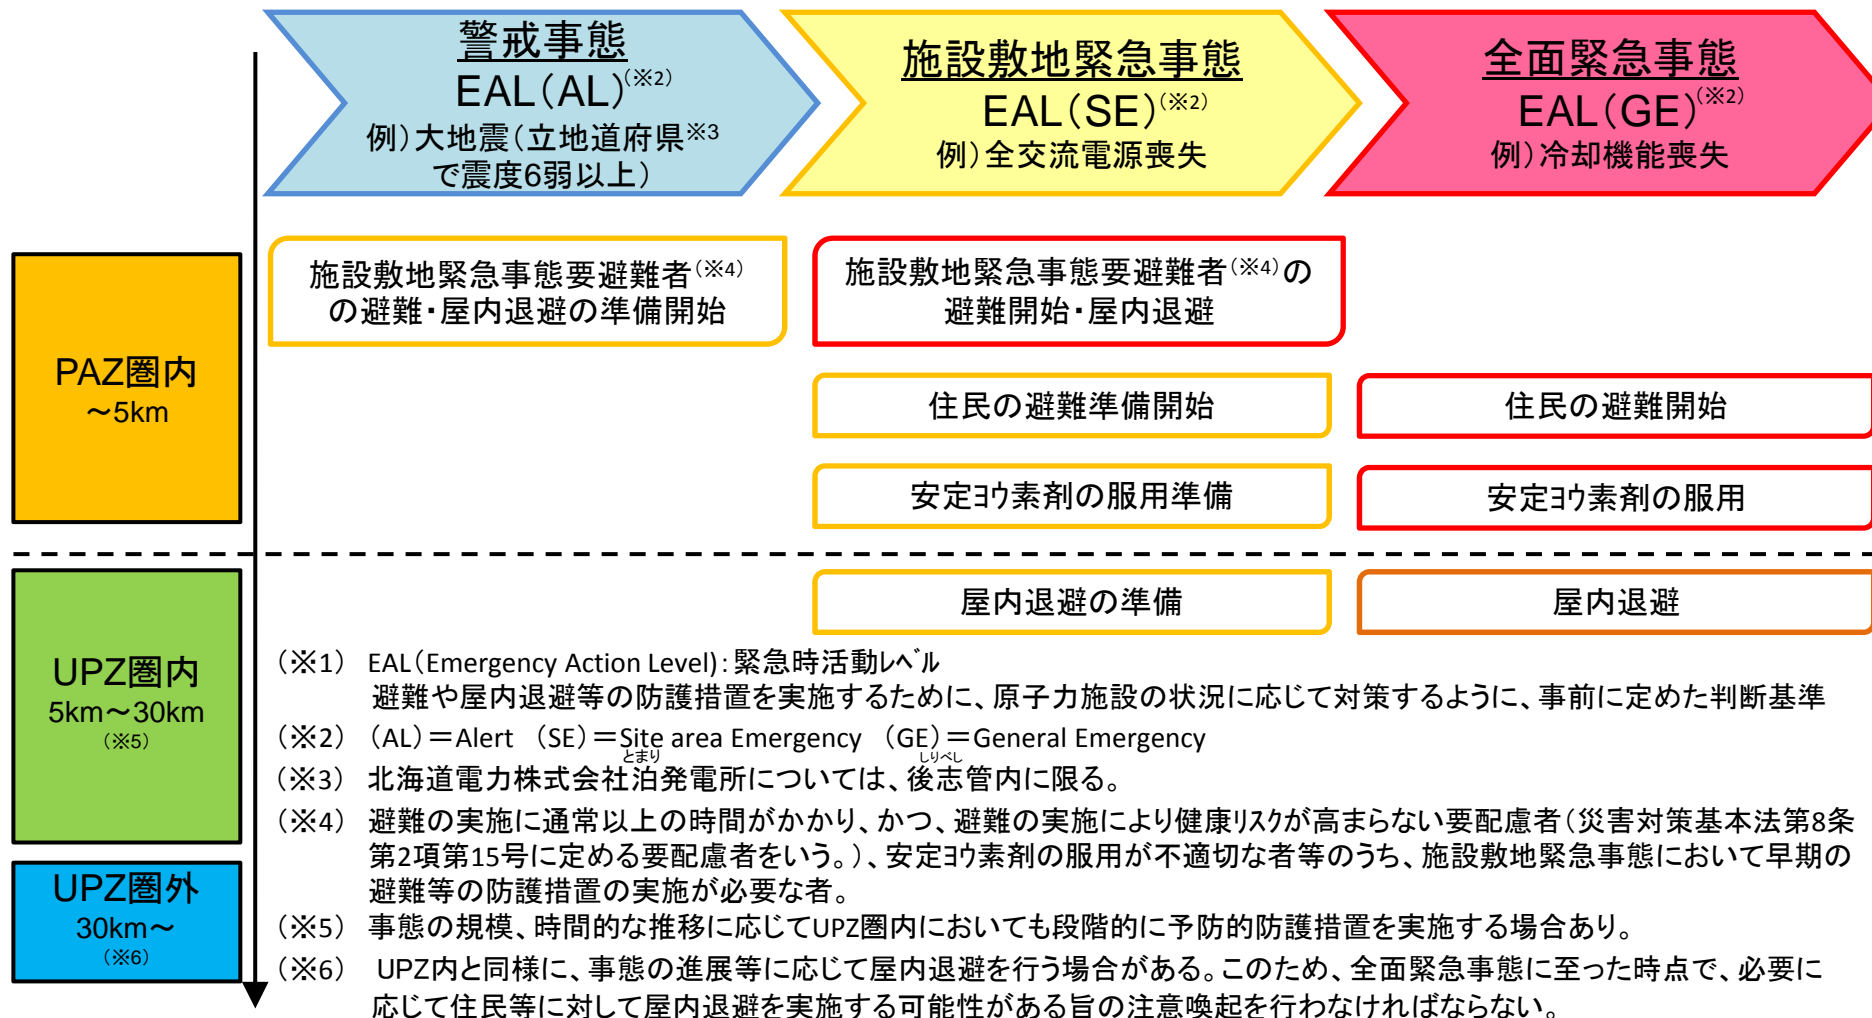 警戒事態
EAL(AL)(※2)
例)大地震(立地道府県※3
で震度6弱以上)
施設敷地緊急事態
EAL(SE)(※2)
例)全交流電源喪失
全面緊急事態
EAL(GE)(※2)
例)冷却機能喪失
PAZ圏内
～5km
施設敷地緊急事態要避難者(※4)
の避難・屋内退避の準備開始
施設敷地緊急事態要避難者(※4)の
避難開始・屋内退避
住民の避難準備開始
住民の避難開始
安定ﾖｳ素剤の服用準備
安定ﾖｳ素剤の服用
UPZ圏内
5km～30km
(※5)
屋内退避の準備
屋内退避
UPZ圏外
30km～
(※6)
(※1) EAL(Emergency Action Level):緊急時活動ﾚﾍﾞﾙ
避難や屋内退避等の防護措置を実施するために、原子力施設の状況に応じて対策するように、事前に定めた判断基準
(※2) (AL)＝Alert (SE)＝Site area Emergency (GE)＝General Emergency
とまり しりべし
(※3) 北海道電力株式会社泊発電所については、後志管内に限る。
(※4) 避難の実施に通常以上の時間がかかり、かつ、避難の実施により健康ﾘｽｸが高まらない要配慮者(災害対策基本法第8条
第2項第15号に定める要配慮者をいう。)、安定ﾖｳ素剤の服用が不適切な者等のうち、施設敷地緊急事態において早期の
避難等の防護措置の実施が必要な者。
(※5) 事態の規模、時間的な推移に応じてUPZ圏内においても段階的に予防的防護措置を実施する場合あり。
(※6) UPZ内と同様に、事態の進展等に応じて屋内退避を行う場合がある。このため、全面緊急事態に至った時点で、必要に
応じて住民等に対して屋内退避を実施する可能性がある旨の注意喚起を行わなければならない。